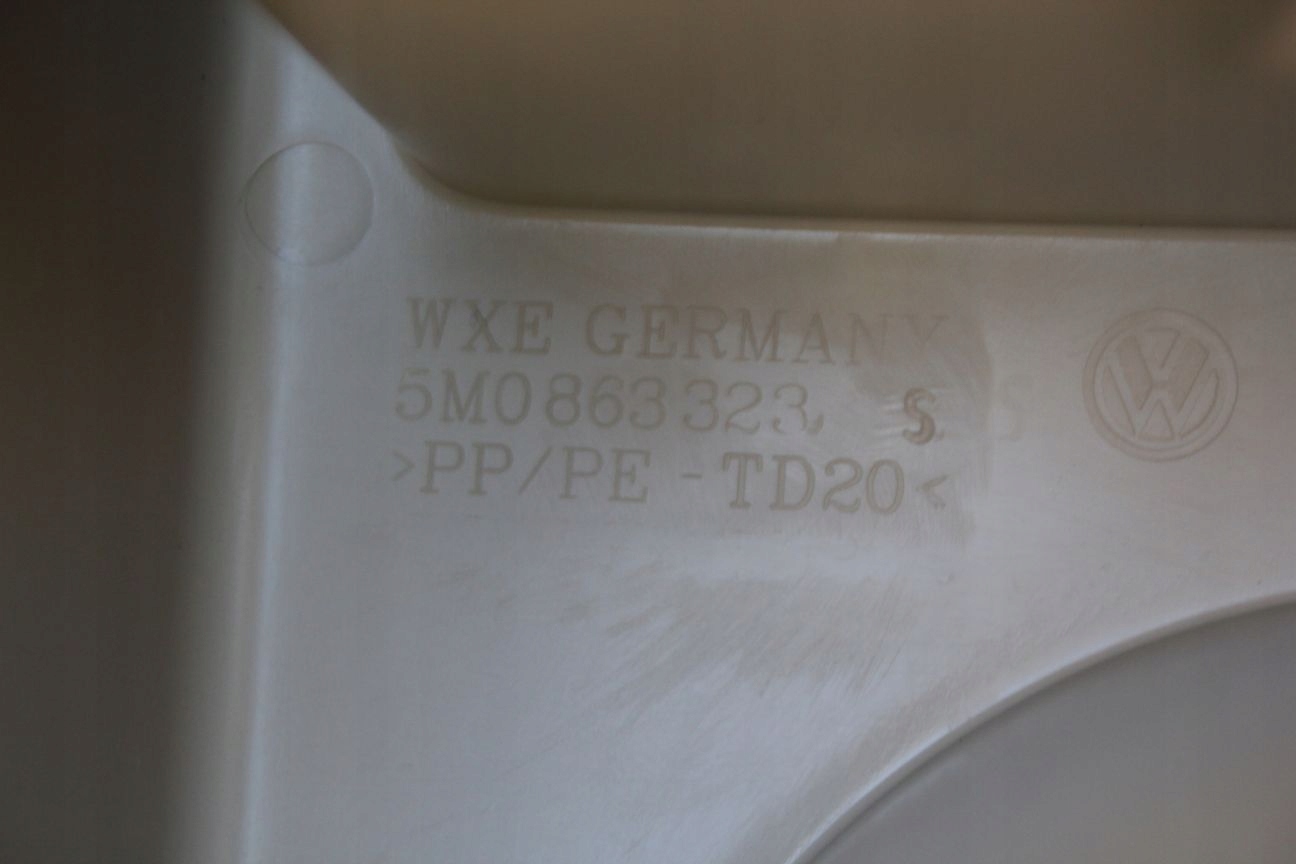 WXE GERMANY
5M0 863 323 S
>PP/PE -TD20<